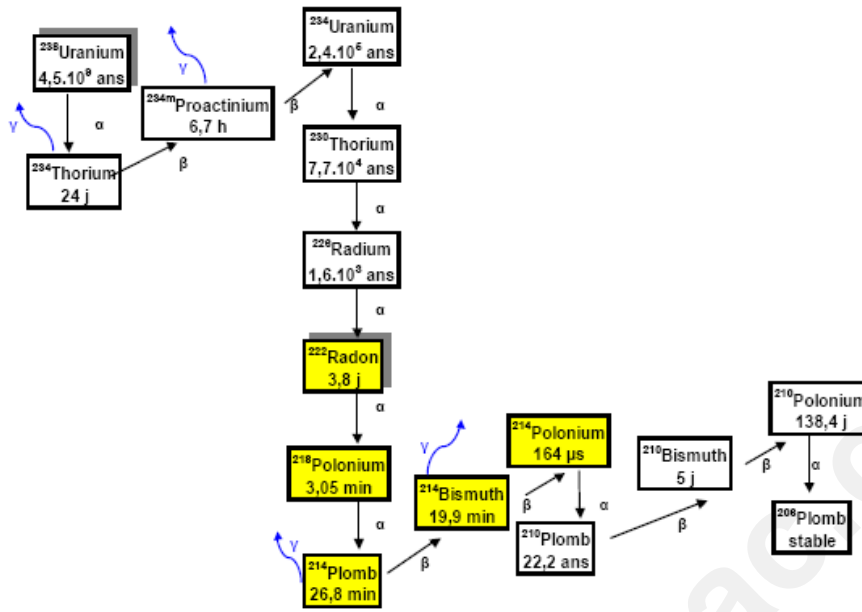 ²³⁸Uranium
4,5.10⁹ ans
α
γ
²³⁴Thorium
24 j
β
γ
²³⁴ᵐProactinium
6,7 h
β
²³⁴Uranium
2,4.10⁵ ans
α
²³⁰Thorium
7,7.10⁴ ans
α
²²⁶Radium
1,6.10³ ans
α
²²²Radon
3,8 j
α
²¹⁸Polonium
3,05 min
α
γ
²¹⁴Plomb
26,8 min
β
γ
²¹⁴Bismuth
19,9 min
β
²¹⁴Polonium
164 µs
α
²¹⁰Plomb
22,2 ans
β
²¹⁰Bismuth
5 j
β
²¹⁰Polonium
138,4 j
α
²⁰⁶Plomb
stable